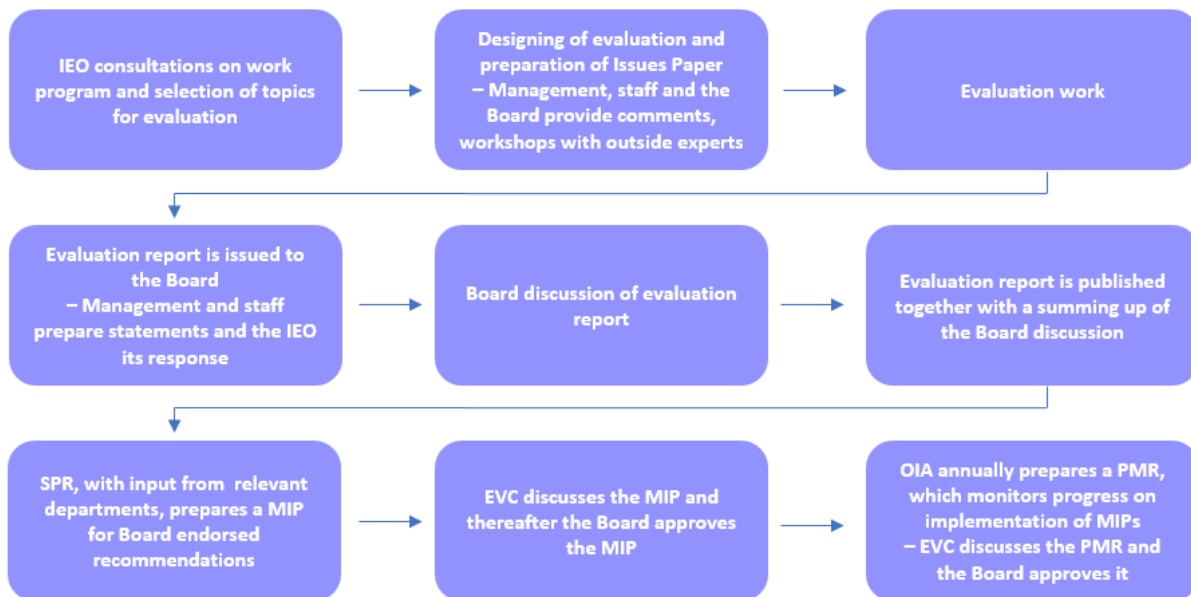 IEO consultations on work
program and selection of topics
for evaluation
Designing of evaluation and
preparation of Issues Paper
– Management, staff and the
Board provide comments,
workshops with outside experts
Evaluation work
Evaluation report is issued to
the Board
– Management and staff
prepare statements and the IEO
its response
Board discussion of evaluation
report
Evaluation report is published
together with a summing up of
the Board discussion
SPR, with input from relevant
departments, prepares a MIP
for Board endorsed
recommendations
EVC discusses the MIP and
thereafter the Board approves
the MIP
OIA annually prepares a PMR,
which monitors progress on
implementation of MIPs
– EVC discusses the PMR and
the Board approves it